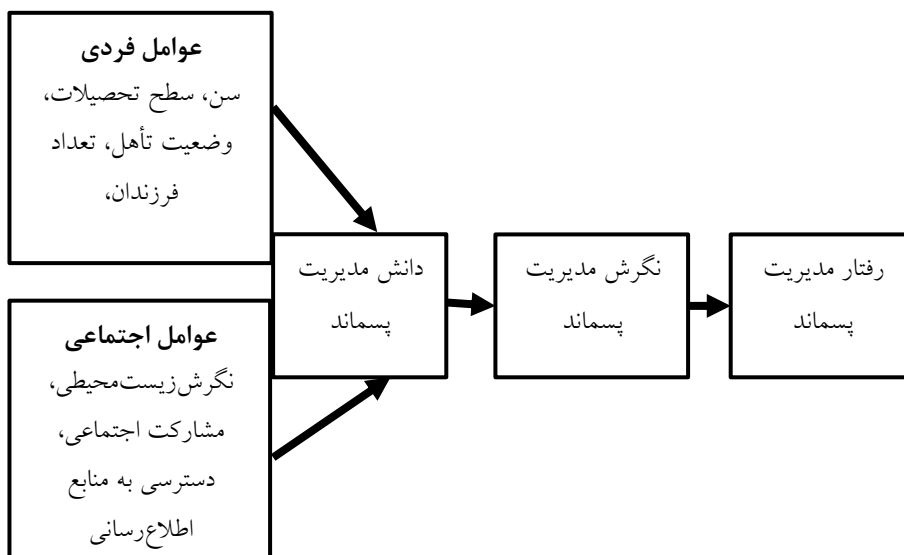 عوامل فردی
سن، سطح تحصیلات،
وضعیت تأهل، تعداد
فرزندان،
عوامل اجتماعی
نگرش‌زیست‌محیطی،
مشارکت اجتماعی،
دسترسی به منابع
اطلاع‌رسانی
دانش مدیریت
پسماند
نگرش مدیریت
پسماند
رفتار مدیریت
پسماند